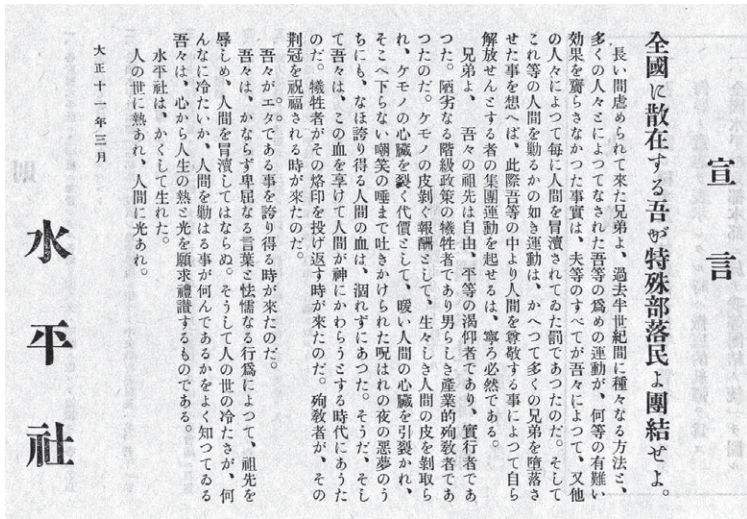 宣言
全國に散在する吾が特殊部落民よ團結せよ。
長い間虐められて來た兄弟よ、過去半世紀間に種々なる方法と、
多くの人々とによつてなされた吾等の爲めの運動が、何等の有難い
効果を齎らさなかつた事實は、夫等のすべてが吾々によつて、又他
の人々によつて毎に人間を冒瀆されてゐた罰であつたのだ。そして
これ等の人間を勦るかの如き運動は、かへつて多くの兄弟を墮落さ
せた事を想へば、此際吾等の中より人間を尊敬する事によつて自ら
解放せんとする者の集團運動を起せるは、寧ろ必然である。
兄弟よ、 吾々の祖先は自由、平等の渴仰者であり、實行者であ
つた。陋劣なる階級政策の犧牲者であり男らしき產業的殉敎者であ
つたのだ。ケモノの皮剝ぐ報酬として、生々しき人間の皮を剝取ら
れ、ケモノの心臟を裂く代價として、暖い人間の心臟を引裂かれ、
そこへ下らない嘲笑の唾まで吐きかけられた呪はれの夜の惡夢のう
ちにも、なほ誇り得る人間の血は、涸れずにあつた。そうだ、そし
て吾々は、この血を享けて人間が神にかわらうとする時代にあうた
のだ。犧牲者がその烙印を投げ返す時が來たのだ。殉敎者が、その
荆冠を祝福される時が來たのだ。
吾々がエタである事を誇り得る時が來たのだ。
吾々は、かならず卑屈なる言葉と怯懦なる行爲によつて、祖先を
辱しめ、人間を冒瀆してはならぬ。そうして人の世の冷たさが、何
んなに冷たいか、人間を勦はる事が何んであるかをよく知つてゐる
吾々は、心から人生の熱と光を願求禮讃するものである。
水平社は、かくして生れた。
人の世に熱あれ、人間に光あれ。
大正十一年三月
水平社